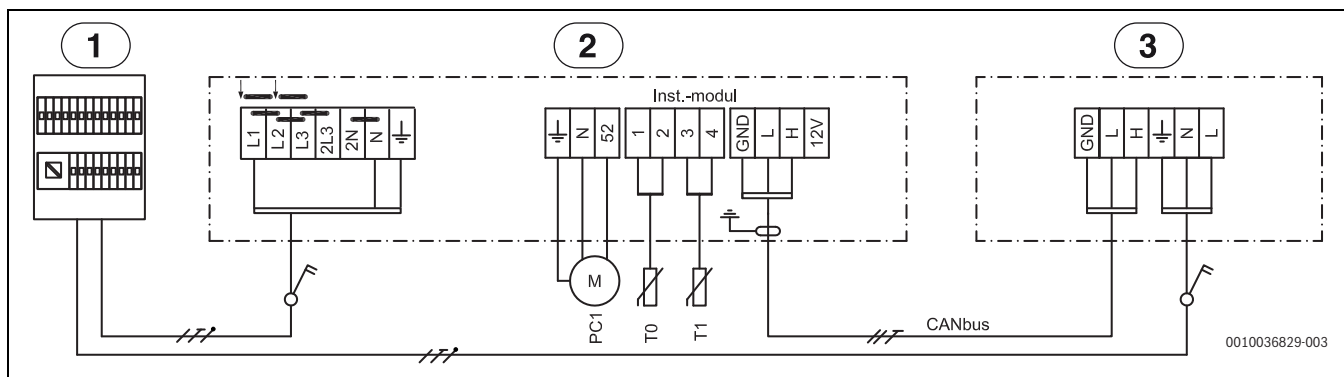 1
2
3
Inst.-modul
L1
L2
L3
2L3
2N
N
N
52
1
2
3
4
GND
L
H
12V
GND
L
H
N
L
M
PC1
T0
T1
CANbus
0010036829-003